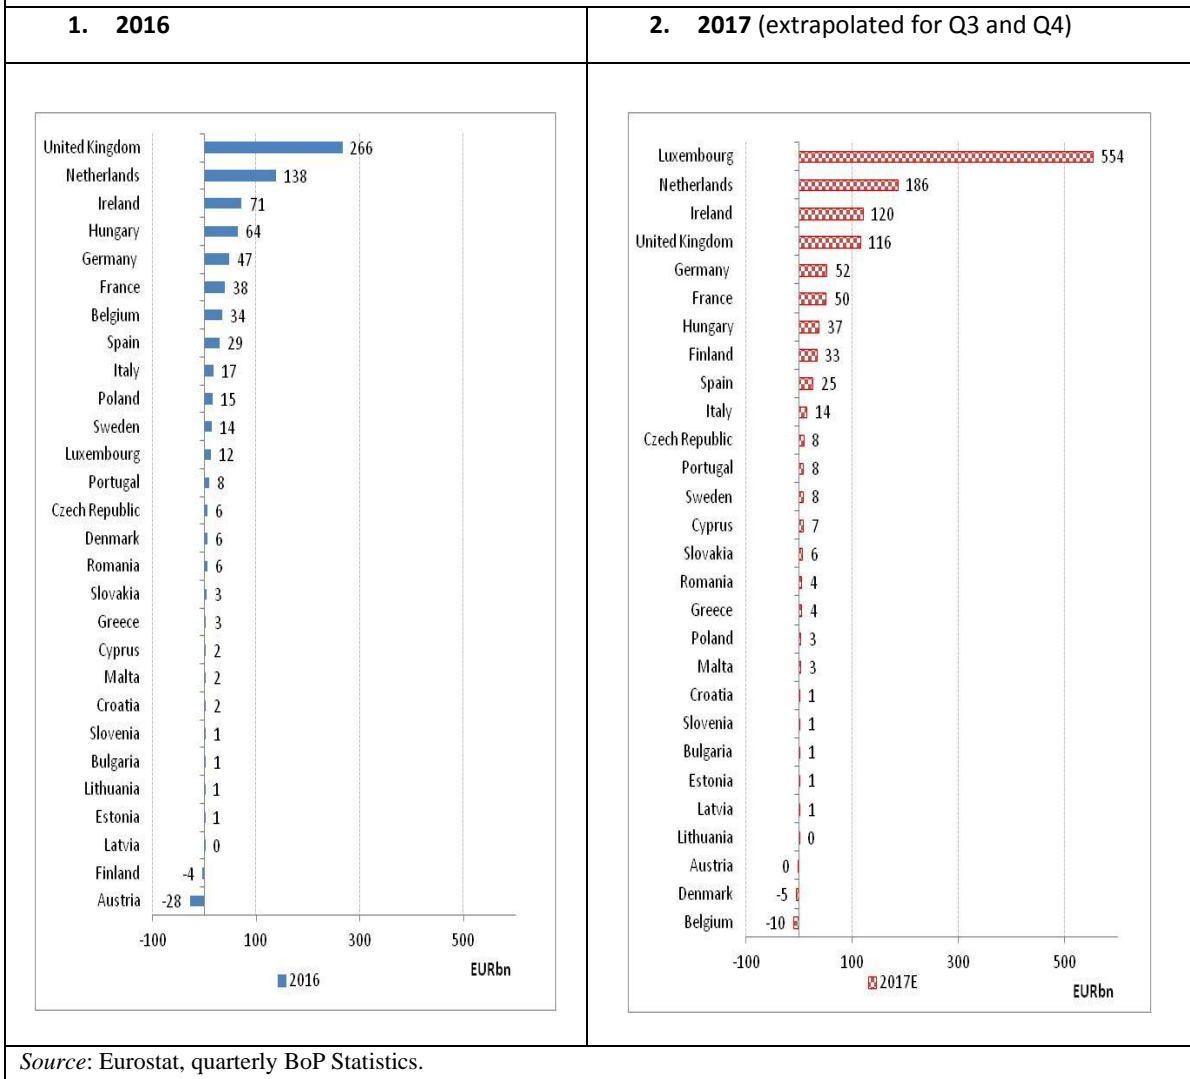 1. 2016
2. 2017 (extrapolated for Q3 and Q4)
United Kingdom 266
Netherlands 138
Ireland 71
Hungary 64
Germany 47
France 38
Belgium 34
Spain 29
Italy 17
Poland 15
Sweden 14
Luxembourg 12
Portugal 8
Czech Republic 6
Denmark 6
Romania 6
Slovakia 3
Greece 3
Cyprus 2
Malta 2
Croatia 2
Slovenia 1
Bulgaria 1
Lithuania 1
Estonia 1
Latvia 0
Finland -4
Austria -28
-100 100 300 500
EURbn
2016
Luxembourg 554
Netherlands 186
Ireland 120
United Kingdom 116
Germany 52
France 50
Hungary 37
Finland 33
Spain 25
Italy 14
Czech Republic 8
Portugal 8
Sweden 8
Cyprus 7
Slovakia 6
Romania 4
Greece 4
Poland 3
Malta 3
Croatia 1
Slovenia 1
Bulgaria 1
Estonia 1
Latvia 1
Lithuania 0
Austria 0
Denmark -5
Belgium -10
-100 100 300 500
2017E
EURbn
Source: Eurostat, quarterly BoP Statistics.